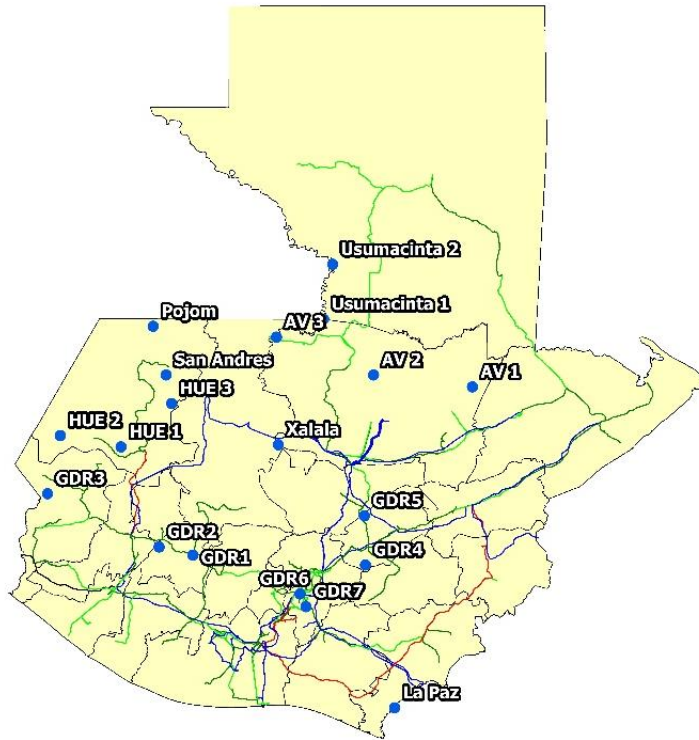 Usumacinta 2
Usumacinta 1
Pojom
AV 3
San Andres
AV 2
AV 1
HUE 3
HUE 2
HUE 1
Xalala
GDR3
GDR5
GDR2
GDR1
GDR4
GDR6
GDR7
La Paz